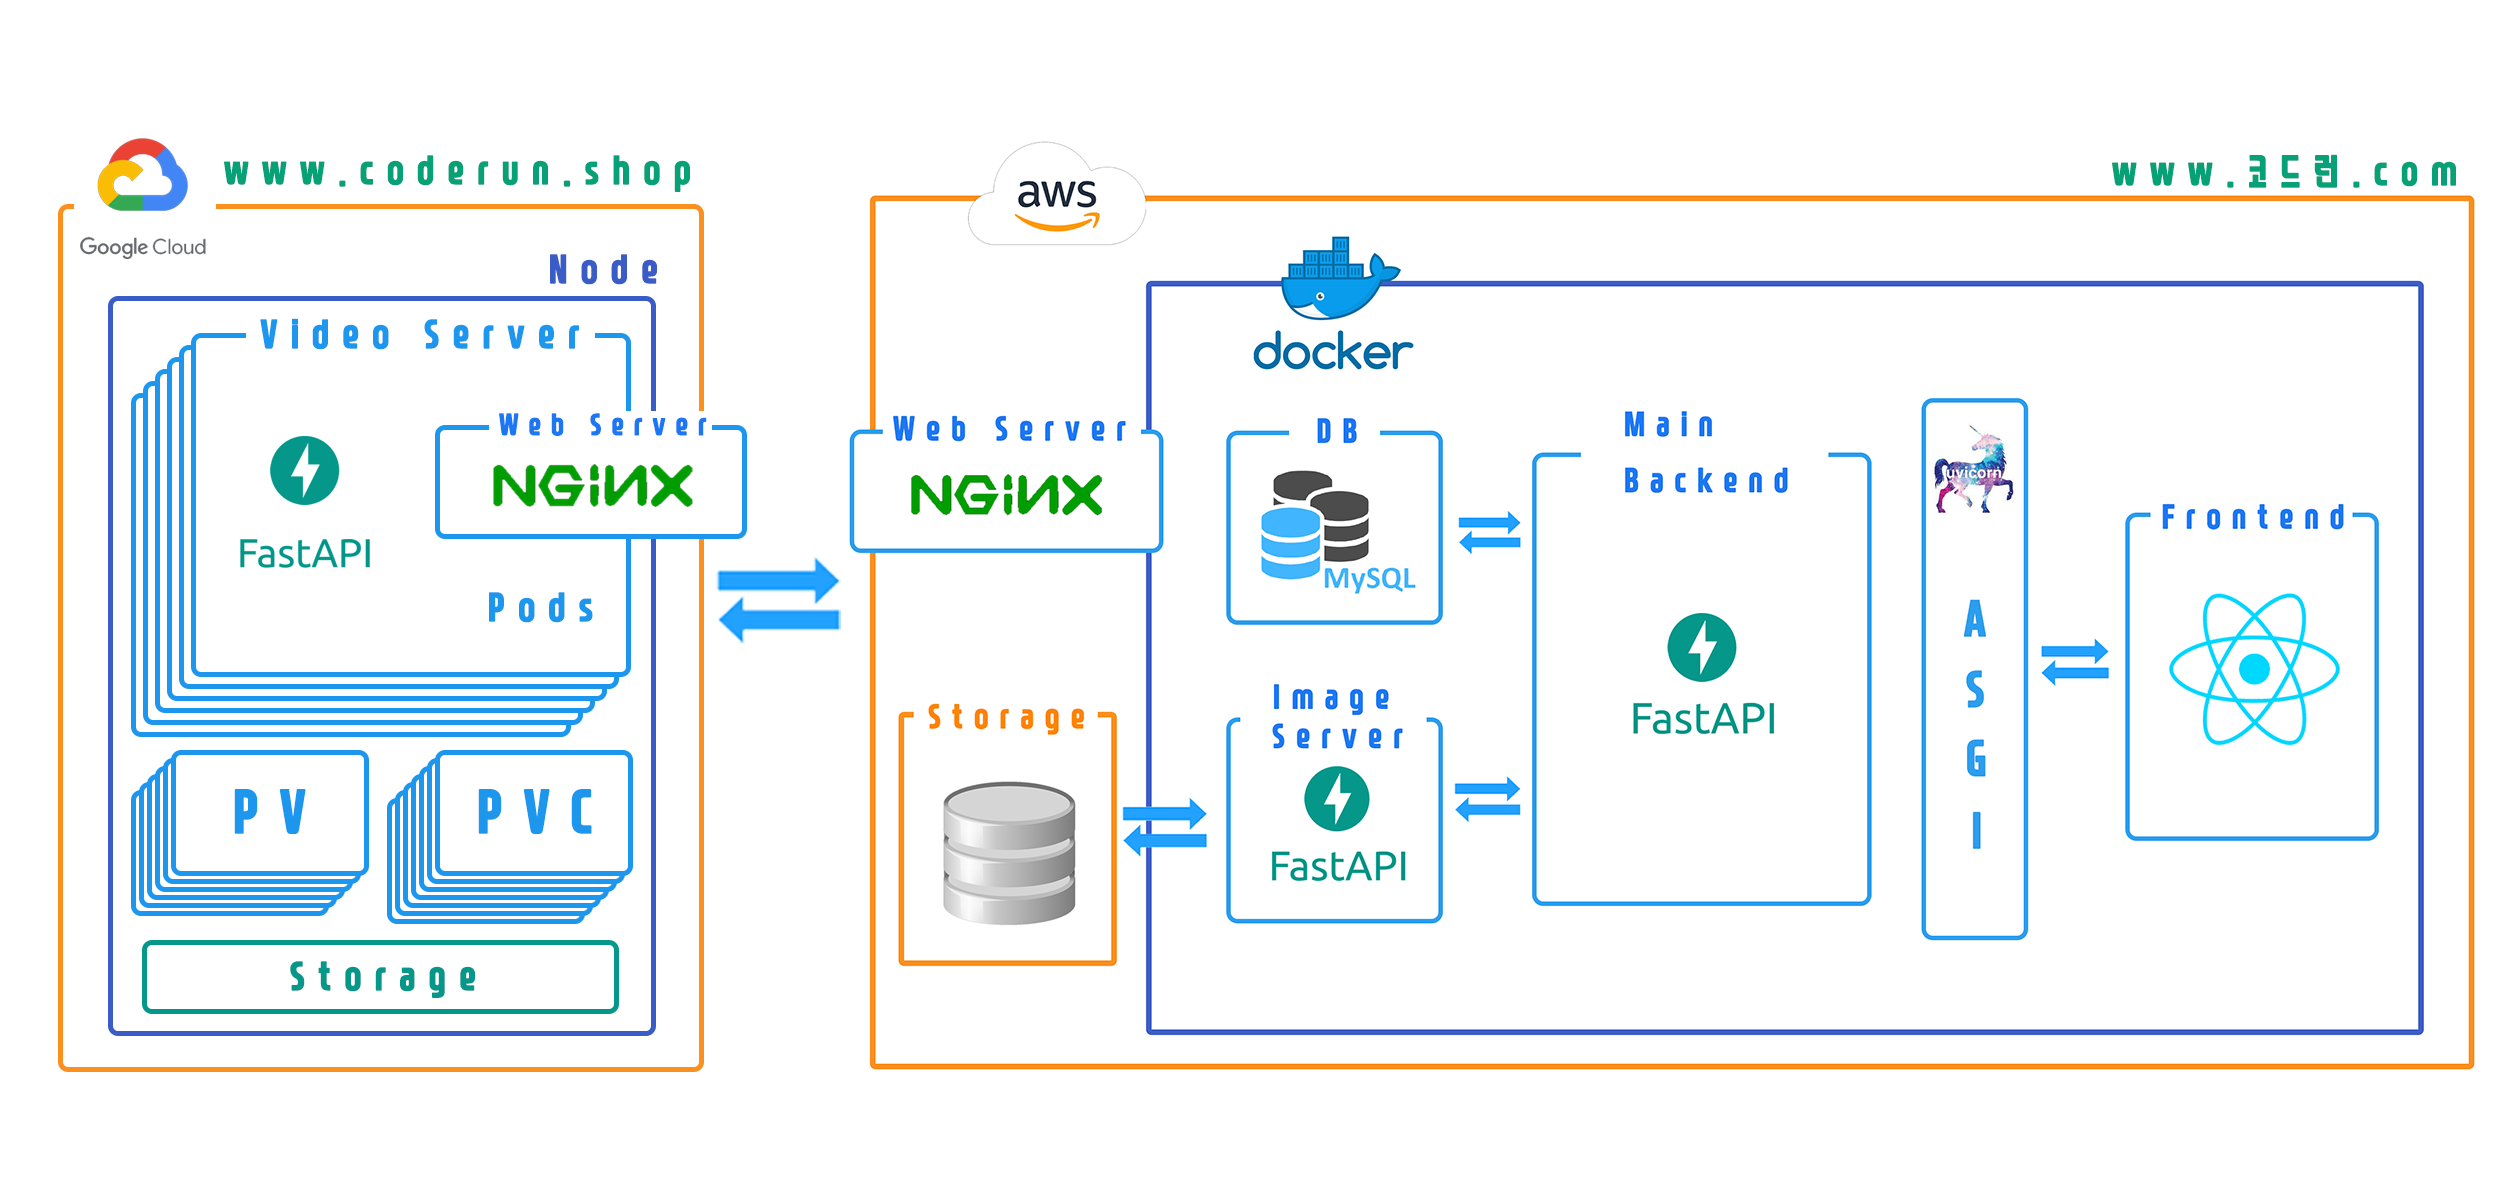 www.coderun.shop
Google Cloud
Node
Video Server
FastAPI
Web Server
NGINX
Pods
PV
PVC
Storage
aws
www.코드런.com
docker
Web Server
NGINX
Storage
DB
MySQL
Image
Server
FastAPI
Main
Backend
FastAPI
uvicorn
ASGI
Frontend